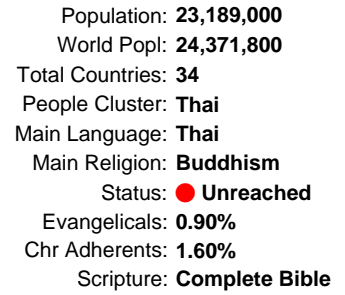 Population: 23,189,000
World Popl: 24,371,800
Total Countries: 34
People Cluster: Thai
Main Language: Thai
Main Religion: Buddhism
Status: Unreached
Evangelicals: 0.90%
Chr Adherents: 1.60%
Scripture: Complete Bible